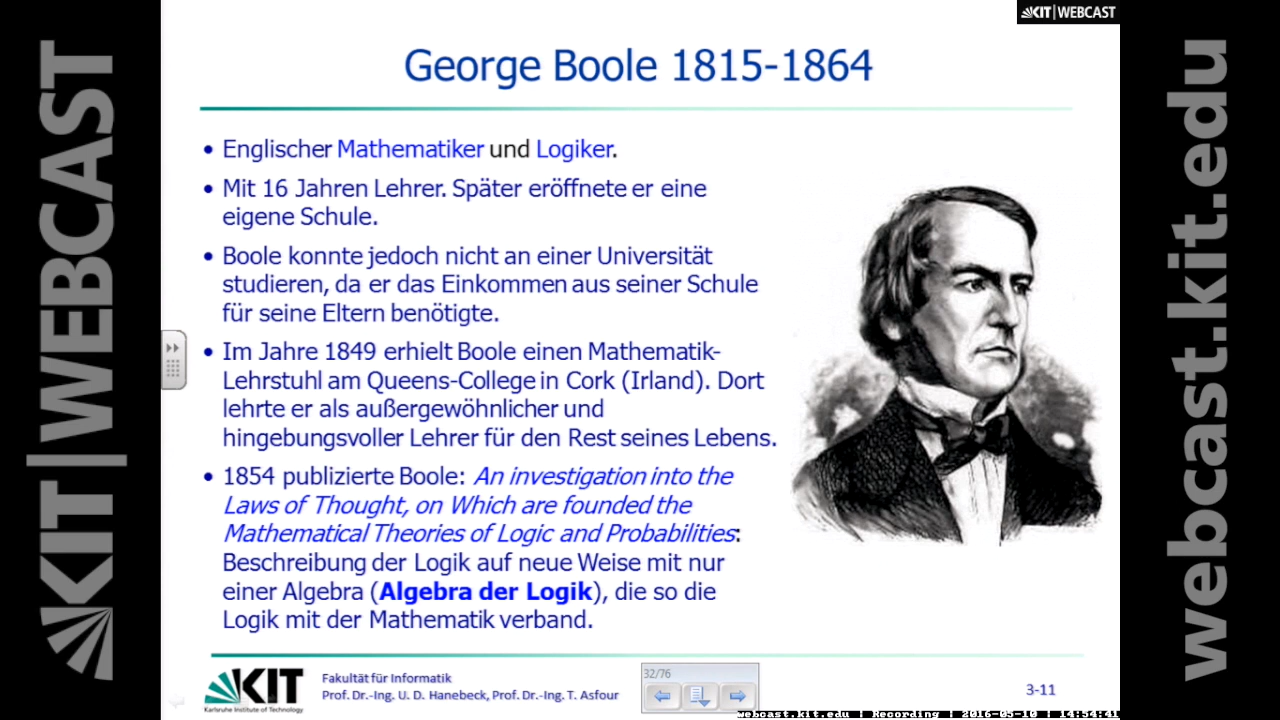 KIT|WEBCAST
George Boole 1815-1864
• Englischer Mathematiker und Logiker.
• Mit 16 Jahren Lehrer. Später eröffnete er eine
eigene Schule.
• Boole konnte jedoch nicht an einer Universität
studieren, da er das Einkommen aus seiner Schule
für seine Eltern benötigte.
• Im Jahre 1849 erhielt Boole einen Mathematik-
Lehrstuhl am Queens-College in Cork (Irland). Dort
lehrte er als außergewöhnlicher und
hingebungsvoller Lehrer für den Rest seines Lebens.
• 1854 publizierte Boole: An investigation into the
Laws of Thought, on Which are founded the
Mathematical Theories of Logic and Probabilities:
Beschreibung der Logik auf neue Weise mit nur
einer Algebra (Algebra der Logik), die so die
Logik mit der Mathematik verband.
KIT
Karlsruhe Institute of Technology
Fakultät für Informatik
Prof. Dr.-Ing. U. D. Hanebeck, Prof. Dr.-Ing. T. Asfour
32/76
3-11
webcast.kit.edu | Recording | 2016-05-10 | 14:54:41
KIT|WEBCAST
webcast.kit.edu